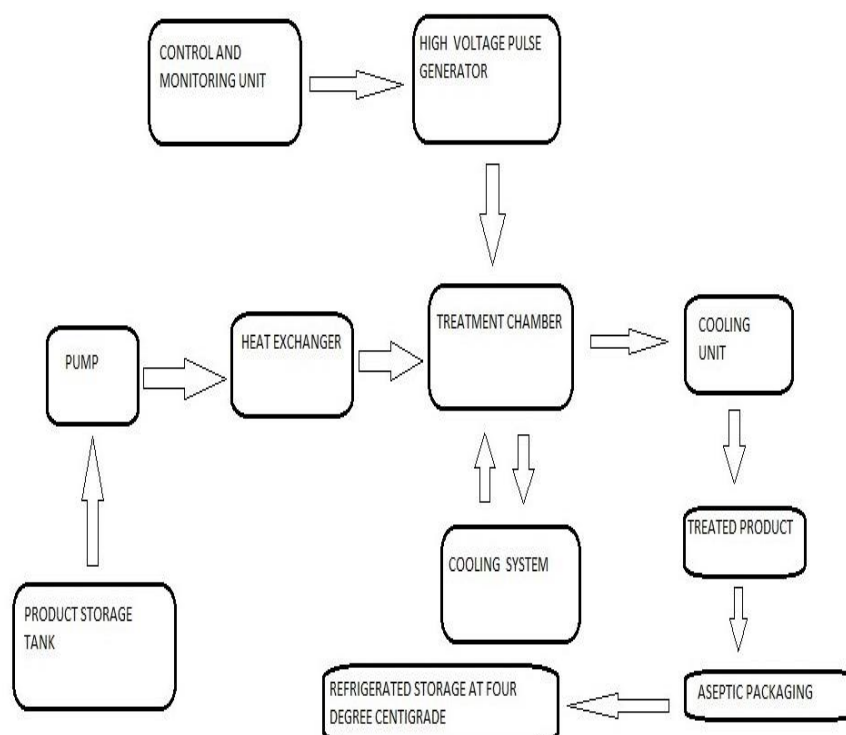 CONTROL AND
MONITORING UNIT
HIGH VOLTAGE PULSE
GENERATOR
PUMP
HEAT EXCHANGER
TREATMENT CHAMBER
COOLING
UNIT
PRODUCT STORAGE
TANK
COOLING SYSTEM
TREATED PRODUCT
REFRIGERATED STORAGE AT FOUR
DEGREE CENTIGRADE
ASEPTIC PACKAGING